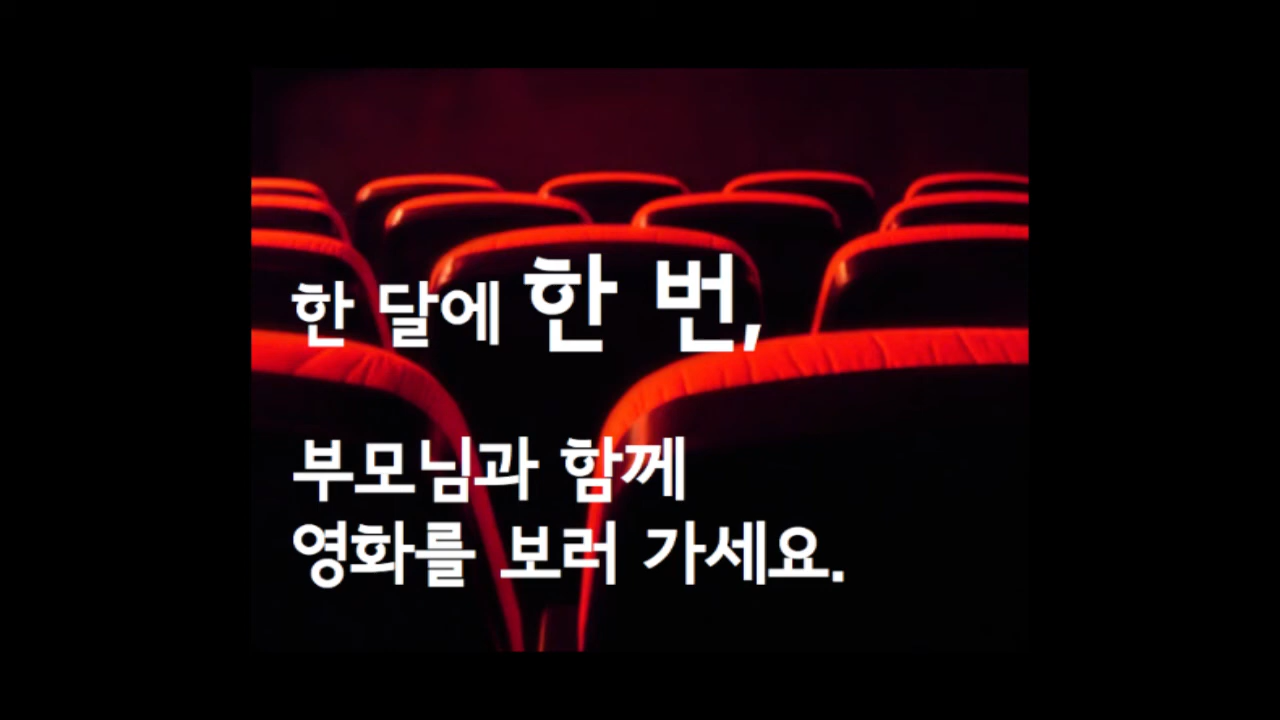 한 달에 한 번,
부모님과 함께
영화를 보러 가세요.